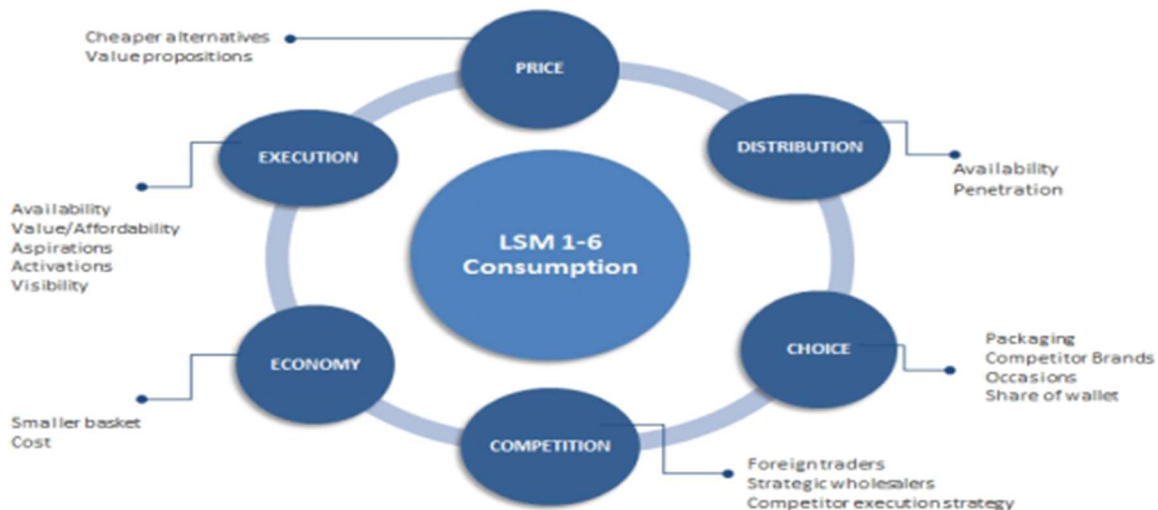 Cheaper alternatives
Value propositions
PRICE
DISTRIBUTION
Availability
Penetration
EXECUTION
Availability
Value/Affordability
Aspirations
Activations
Visibility
LSM 1-6
Consumption
CHOICE
Packaging
Competitor Brands
Occasions
Share of wallet
ECONOMY
Smaller basket
Cost
COMPETITION
Foreign traders
Strategic wholesalers
Competitor execution strategy